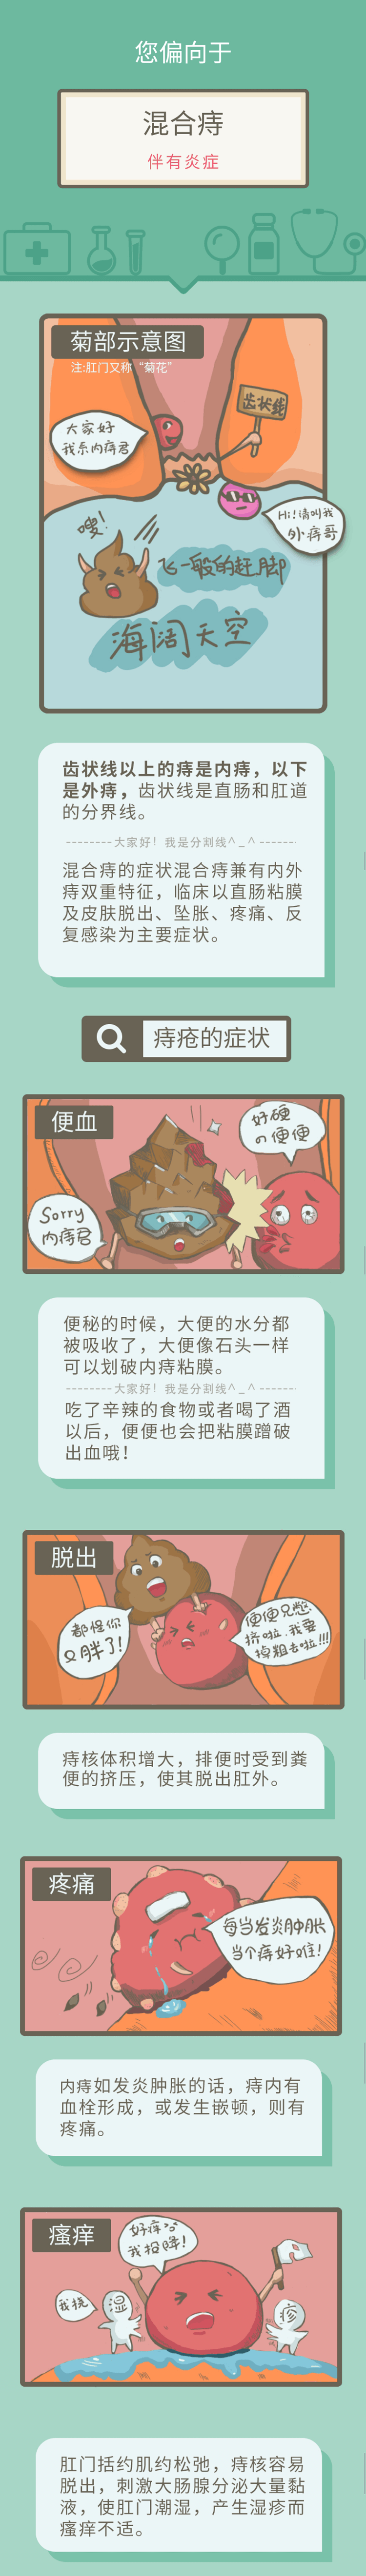 您偏向于
混合痔
伴有炎症
菊部示意图
注:肛门又称“菊花”
齿状线
大家好
我系内痔君
Hi!请叫我
外痔哥
嗖!
飞一般的赶脚
海阔天空
齿状线以上的痔是内痔，以下
是外痔，齿状线是直肠和肛道
的分界线。
--------大家好！我是分割线^_^------
混合痔的症状混合痔兼有内外
痔双重特征，临床以直肠粘膜
及皮肤脱出、坠胀、疼痛、反
复感染为主要症状。
痔疮的症状
便血
好硬
の便便
Sorry
内痔君
便秘的时候，大便的水分都
被吸收了，大便像石头一样
可以划破内痔粘膜。
--------大家好！我是分割线^_^------
吃了辛辣的食物或者喝了酒
以后，便便也会把粘膜蹭破
出血哦！
脱出
都怪你
又胖了!
便便兄憋
挤啦.我要
掉粗去啦!!!
痔核体积增大，排便时受到粪
便的挤压，使其脱出肛外。
疼痛
每当发炎肿胀
当个痔好难!
内痔如发炎肿胀的话，痔内有
血栓形成，或发生嵌顿，则有
疼痛。
瘙痒
好痒
我投降!
我挠
湿
疹
肛门括约肌约松弛，痔核容易
脱出，刺激大肠腺分泌大量黏
液，使肛门潮湿，产生湿疹而
瘙痒不适。